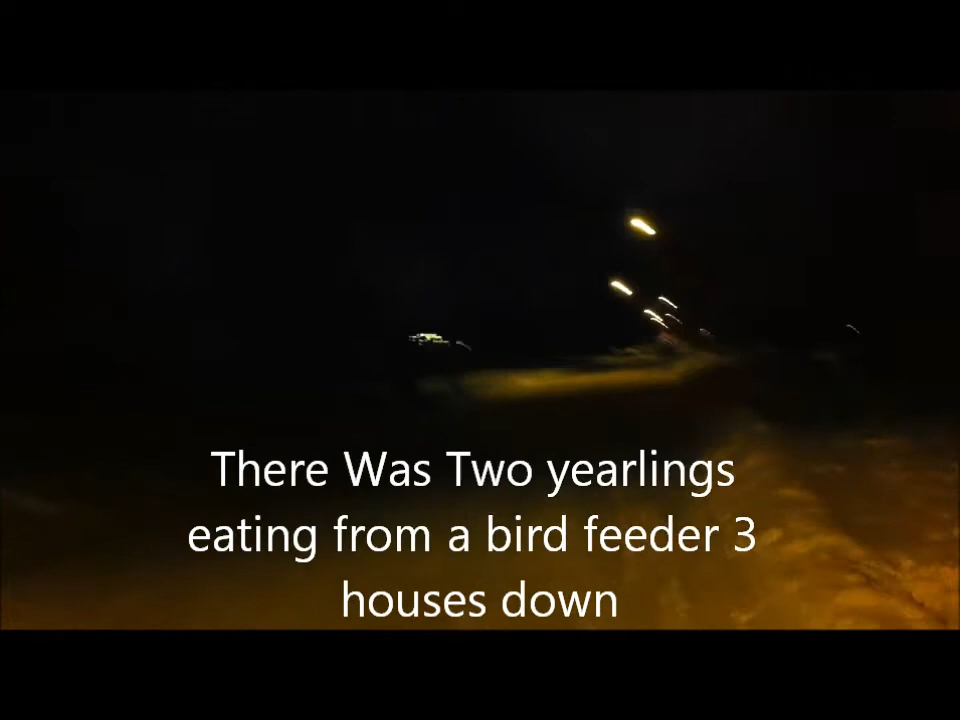 There Was Two yearlings
eating from a bird feeder 3
houses down